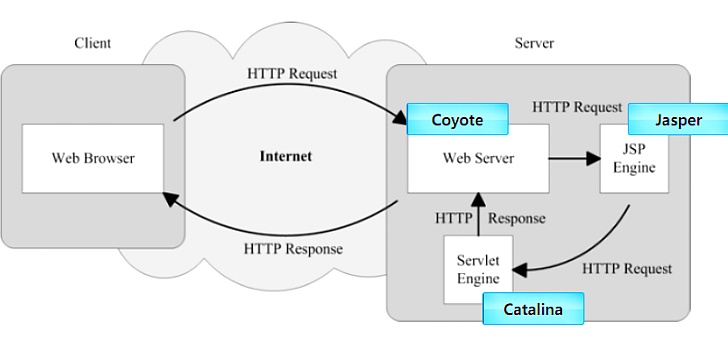 Client
Server
HTTP Request
Coyote
HTTP Request
Jasper
Web Browser
Internet
Web Server
JSP
Engine
HTTP Response
HTTP Response
Servlet
Engine
HTTP Request
Catalina